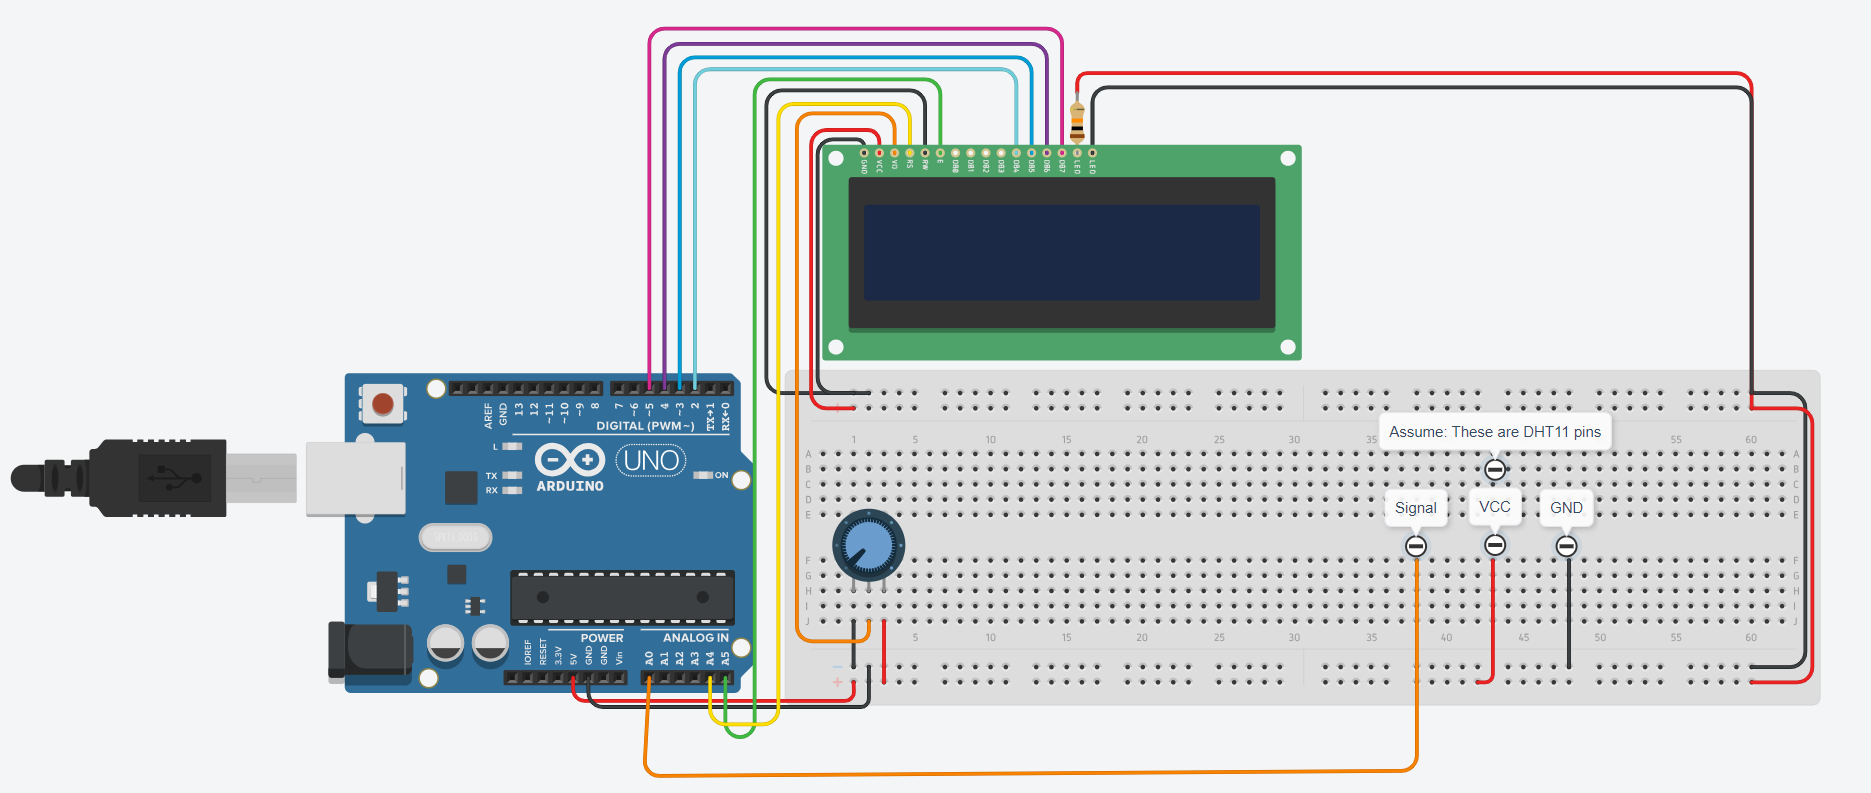 GND VCC V0 RS RW E DB0 DB1 DB2 DB3 DB4 DB5 DB6 DB7 LED LED
AREF GND 13 12 ~11 ~10 ~9 8 7 ~6 ~5 4 ~3 2 TX→1 RX←0
DIGITAL (PWM~)
L
TX
RX
ON
UNO
ARDUINO
POWER
ANALOG IN
IOREF RESET 3.3V 5V GND GND Vin A0 A1 A2 A3 A4 A5
Assume: These are DHT11 pins
Signal
VCC
GND
1 5 10 15 20 25 30 35 40 45 50 55 60
A A
B B
C C
D D
E E
F F
G G
H H
I I
J J
5 10 15 20 25 30 35 40 45 50 55 60